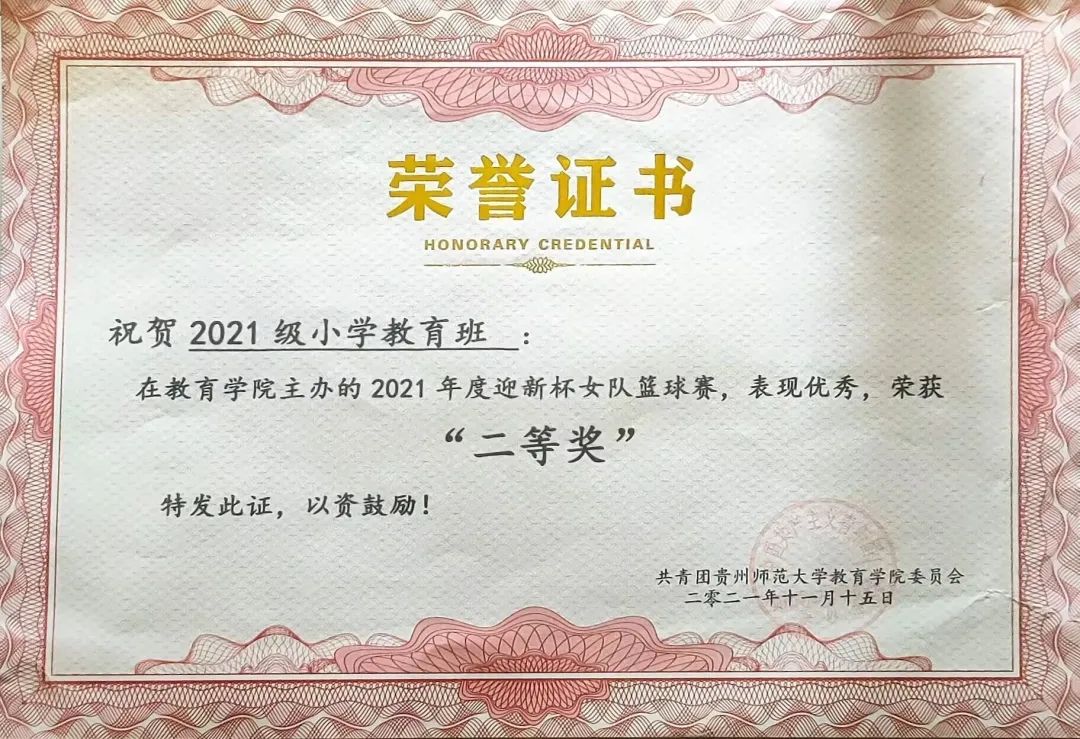 荣誉证书
HONORARY CREDENTIAL
祝贺 2021 级小学教育班：
在教育学院主办的 2021 年度迎新杯女队篮球赛，表现优秀，荣获
“二等奖”
特发此证，以资鼓励！
共青团贵州师范大学教育学院委员会
二零二一年十一月十五日